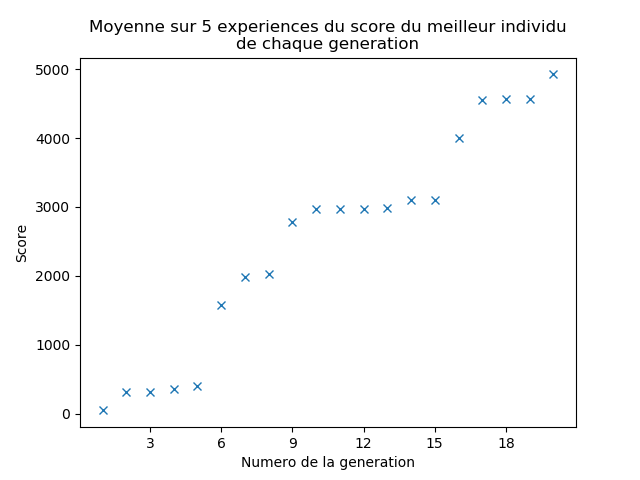 Moyenne sur 5 experiences du score du meilleur individu
de chaque generation
5000
4000
3000
2000
1000
0
Score
3 6 9 12 15 18
Numero de la generation